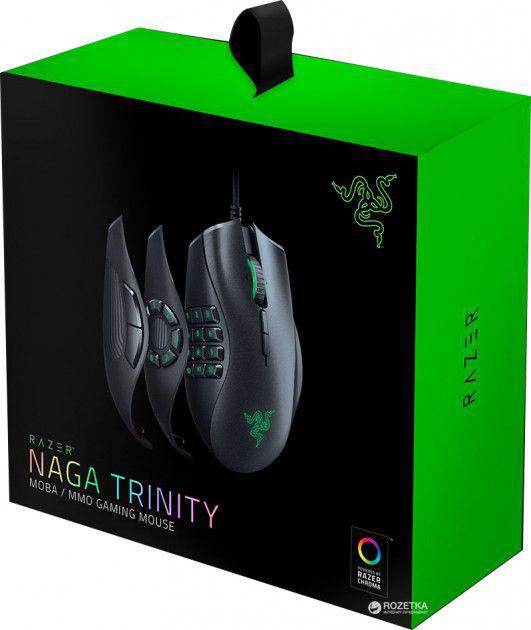 RAZER
NAGA TRINITY
MOBA / MMO GAMING MOUSE
RAZER
POWERED BY
RAZER
CHROMA
ROZETKA